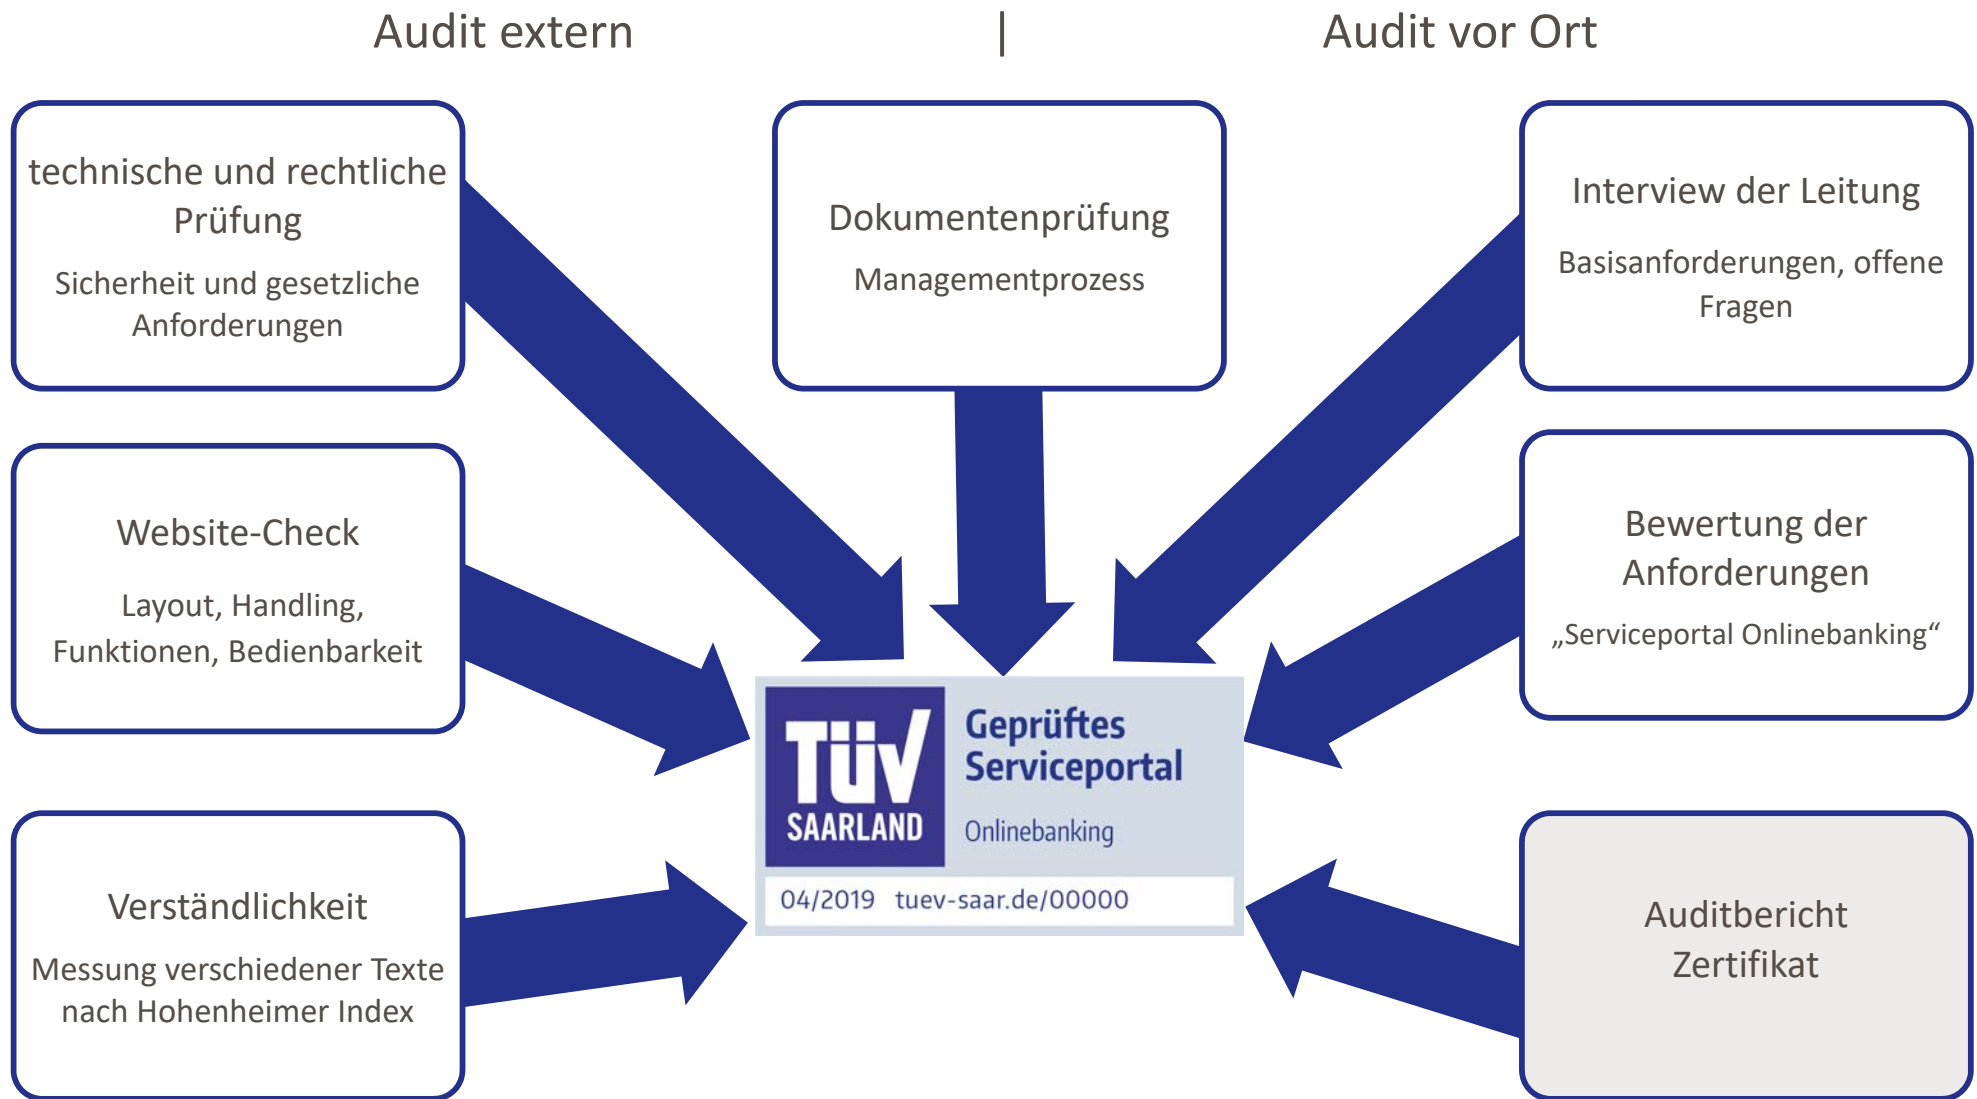 Audit extern | Audit vor Ort
technische und rechtliche
Prüfung
Sicherheit und gesetzliche
Anforderungen
Dokumentenprüfung
Managementprozess
Interview der Leitung
Basisanforderungen, offene
Fragen
Website-Check
Layout, Handling,
Funktionen, Bedienbarkeit
Bewertung der
Anforderungen
„Serviceportal Onlinebanking“
Verständlichkeit
Messung verschiedener Texte
nach Hohenheimer Index
TÜV
SAARLAND
Geprüftes
Serviceportal
Onlinebanking
04/2019 tuev-saar.de/00000
Auditbericht
Zertifikat